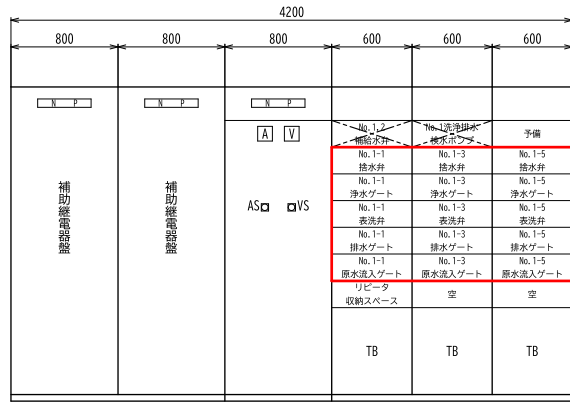 4200
800 800 800 600 600 600
N P N P N P
A V
No.1,2 No.1洗浄排水 予備
補給水弁 検水ポンプ
No.1-1 No.1-3 No.1-5
捨水弁 捨水弁 捨水弁
No.1-1 No.1-3 No.1-5
浄水ゲート 浄水ゲート 浄水ゲート
No.1-1 No.1-3 No.1-5
表洗弁 表洗弁 表洗弁
No.1-1 No.1-3 No.1-5
排水ゲート 排水ゲート 排水ゲート
No.1-1 No.1-3 No.1-5
原水流入ゲート 原水流入ゲート 原水流入ゲート
補助継電器盤
補助継電器盤
AS VS
リピータ
収納スペース
空 空
TB TB TB